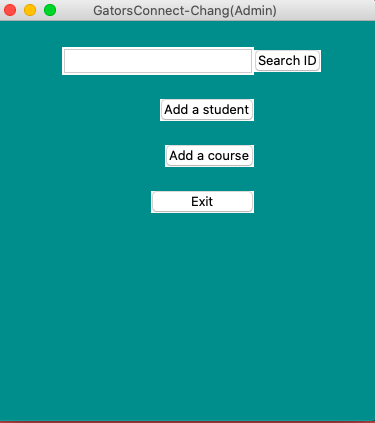 GatorsConnect-Chang(Admin)
Search ID
Add a student
Add a course
Exit